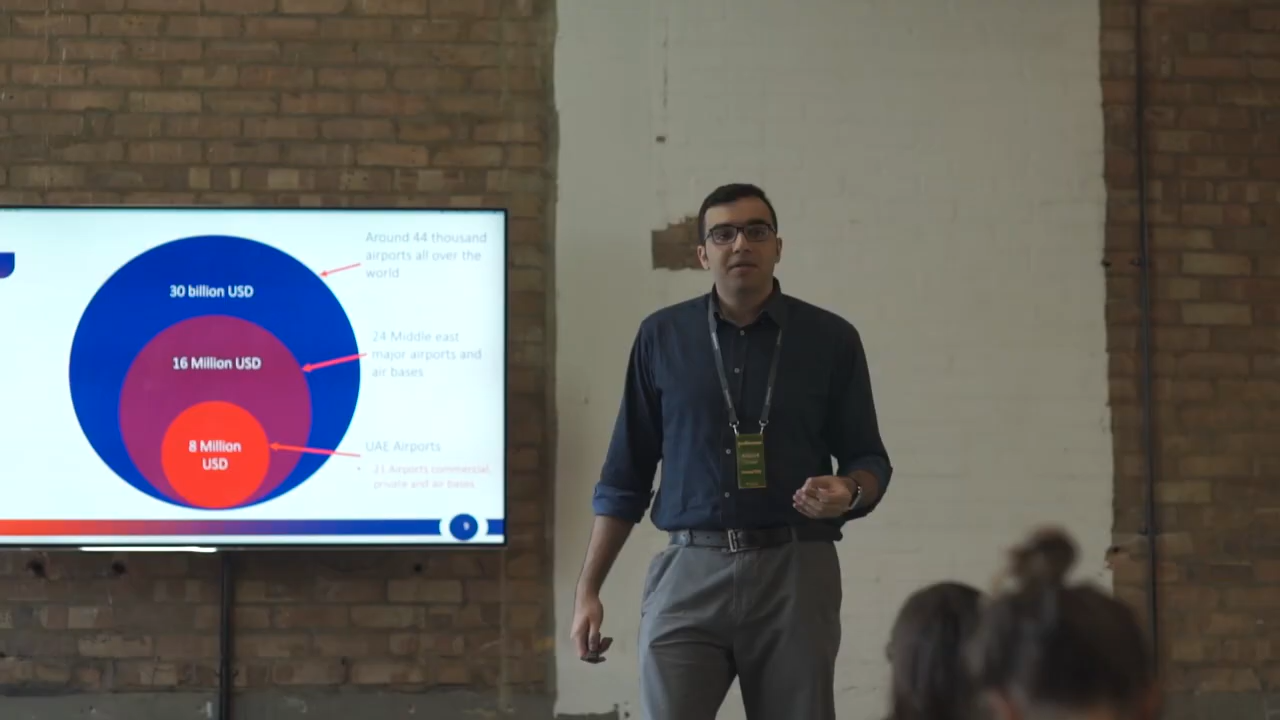 30 billion USD
Around 44 thousand
airports all over the
world
16 Million USD
24 Middle east
major airports and
air bases
8 Million
USD
UAE Airports
• 21 Airports commercial,
private and air bases
9